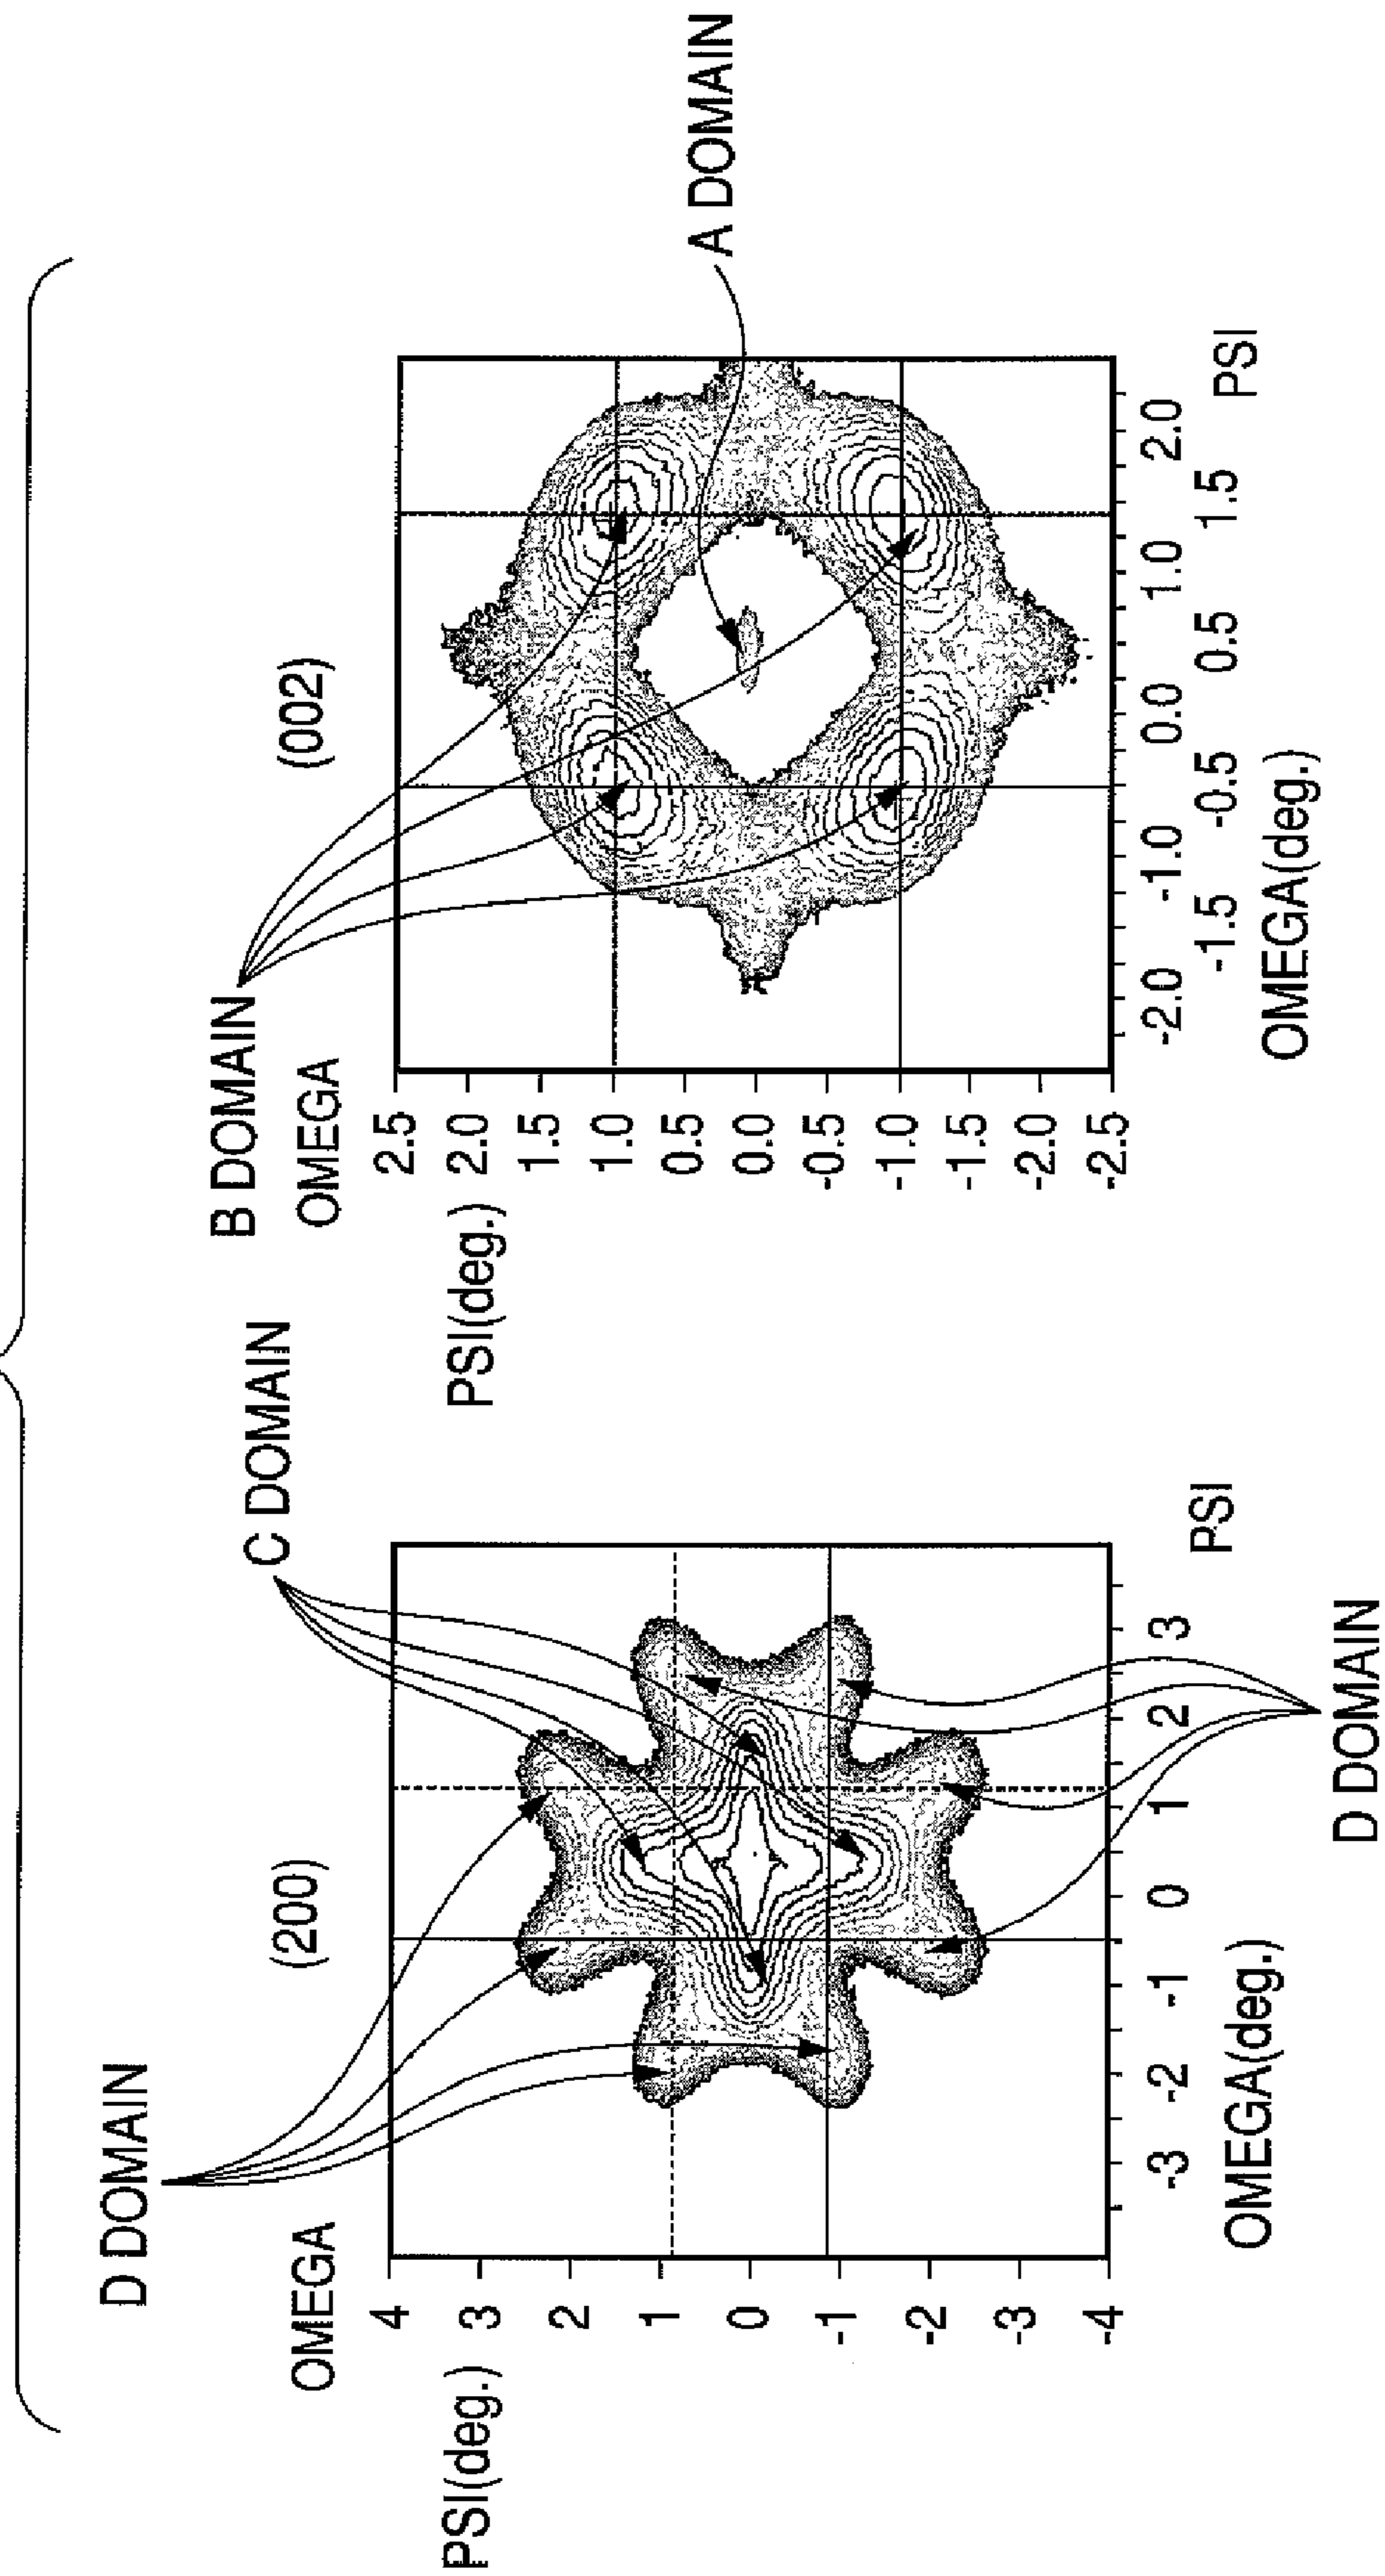 D DOMAIN
C DOMAIN
(200)
OMEGA
PSI(deg.)
4
3
2
1
0
-1
-2
-3
-4
-3 -2 -1 0 1 2 3
OMEGA(deg.)
PSI
D DOMAIN
B DOMAIN
(002)
OMEGA
PSI(deg.)
2.5
2.0
1.5
1.0
0.5
0.0
-0.5
-1.0
-1.5
-2.0
-2.5
-2.0 -1.0 0.0 1.0 2.0
-1.5 -0.5 0.5 1.5
OMEGA(deg.)
PSI
A DOMAIN